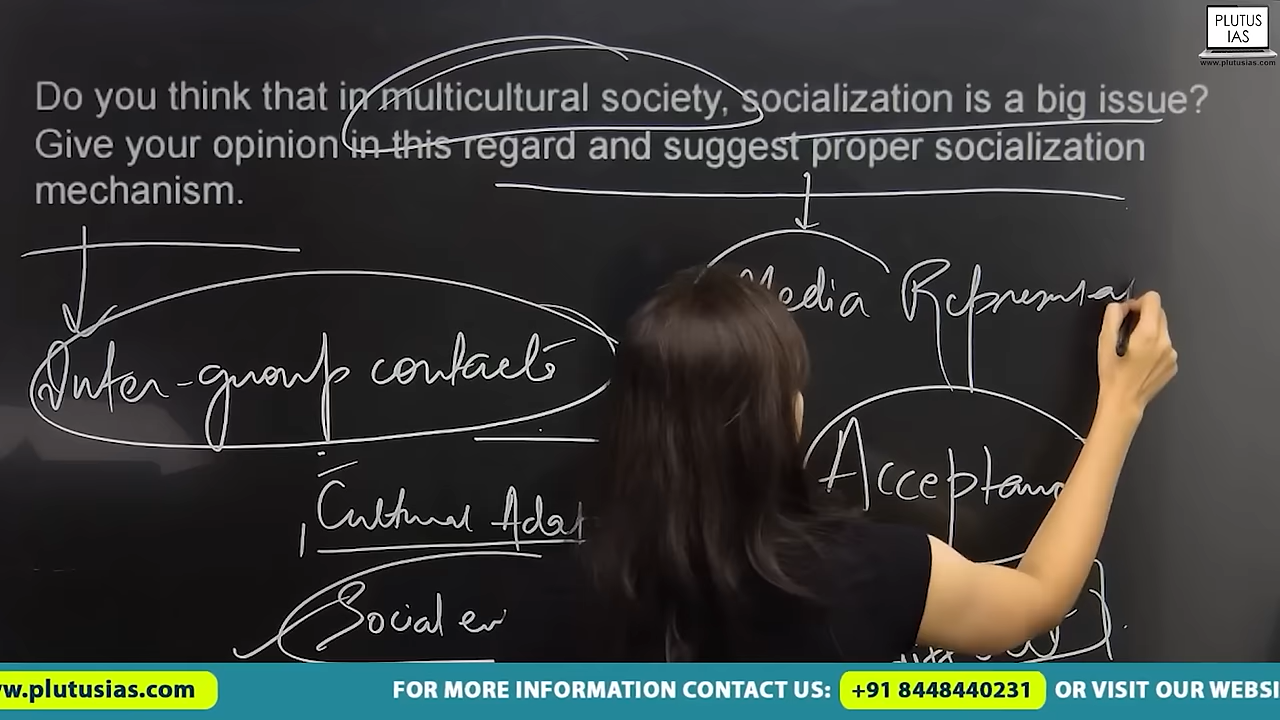 PLUTUS
IAS
www.plutusias.com
Do you think that in multicultural society, socialization is a big issue?
Give your opinion in this regard and suggest proper socialization
mechanism.
Media Representa
Inter-group contacts
Acceptanc
Cultural Adap
Social en
w.plutusias.com
FOR MORE INFORMATION CONTACT US: +91 8448440231 OR VISIT OUR WEBSI